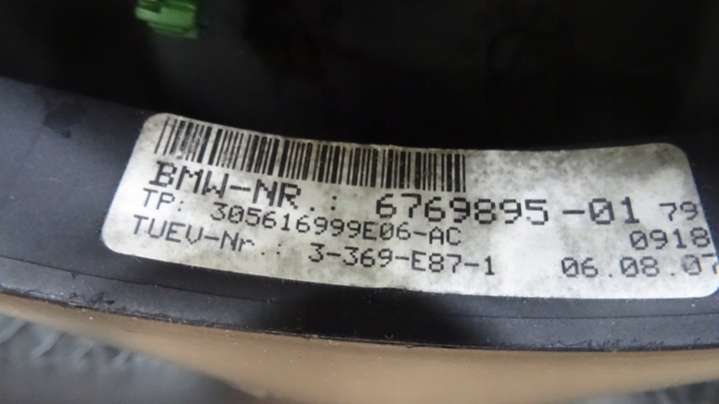 BMW-NR.: 6769895-01 79
TP: 305616999E06-AC 0918
TUEV-Nr.: 3-369-E87-1 06.08.07